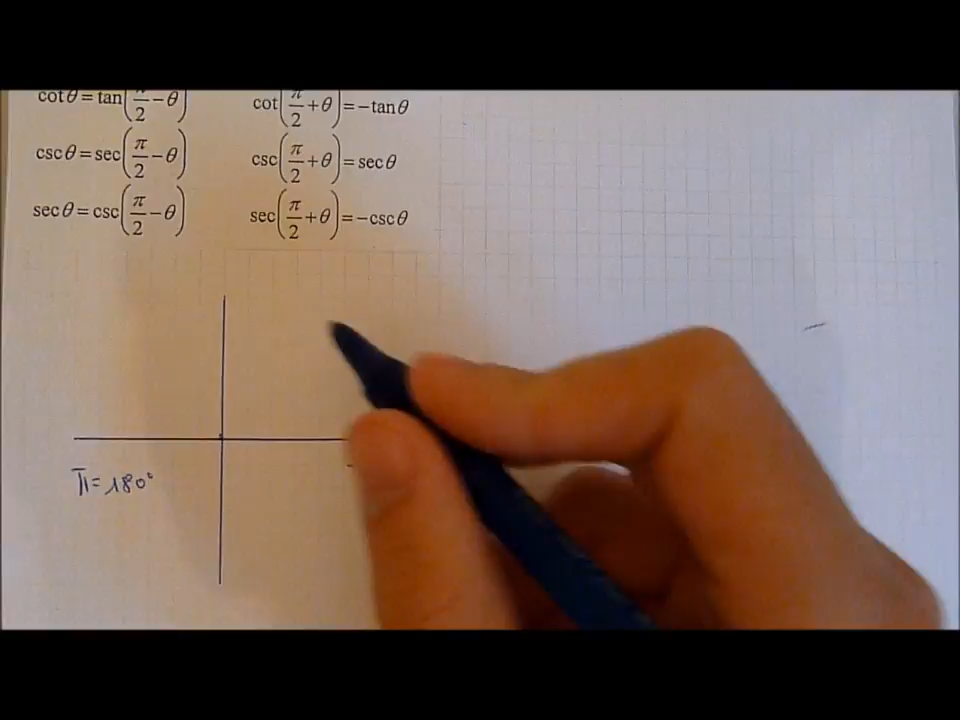 cotθ = tan(π/2 − θ)
cot(π/2 + θ) = −tanθ
cscθ = sec(π/2 − θ)
csc(π/2 + θ) = secθ
secθ = csc(π/2 − θ)
sec(π/2 + θ) = −cscθ
π = 180°